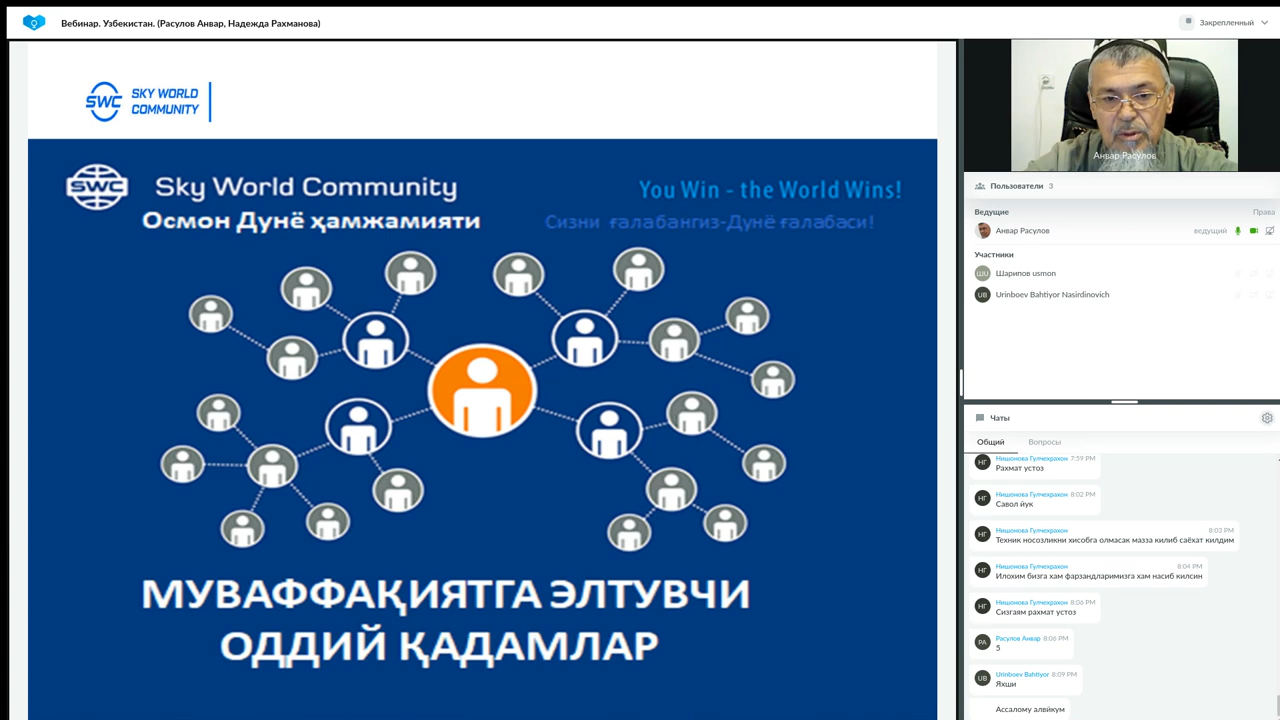 Вебинар. Узбекистан. (Расулов Анвар, Надежда Рахманова)
Закрепленный
SWC SKY WORLD
COMMUNITY
SWC Sky World Community
You Win - the World Wins!
Осмон Дунё ҳамжамияти
Сизни ғалабангиз-Дунё ғалабаси!
МУВАФФАҚИЯТГА ЭЛТУВЧИ
ОДДИЙ ҚАДАМЛАР
Анвар Расулов
Пользователи 3
Ведущие Права
Анвар Расулов ведущий
Участники
ШU Шарипов usmon
UB Urinboev Bahtiyor Nasirdinovich
Чаты
Общий Вопросы
НГ Нишонова Гулчехрахон 7:59 PM
Рахмат устоз
НГ Нишонова Гулчехрахон 8:02 PM
Савол йук
НГ Нишонова Гулчехрахон 8:03 PM
Техник носозликни хисобга олмасак мазза килиб саёхат килдим
НГ Нишонова Гулчехрахон 8:04 PM
Илохим бизга хам фарзандларимизга хам насиб килсин
НГ Нишонова Гулчехрахон 8:06 PM
Сизгаям рахмат устоз
РА Расулов Анвар 8:06 PM
5
UB Urinboev Bahtiyor 8:09 PM
Яхши
Ассалому алвйкум